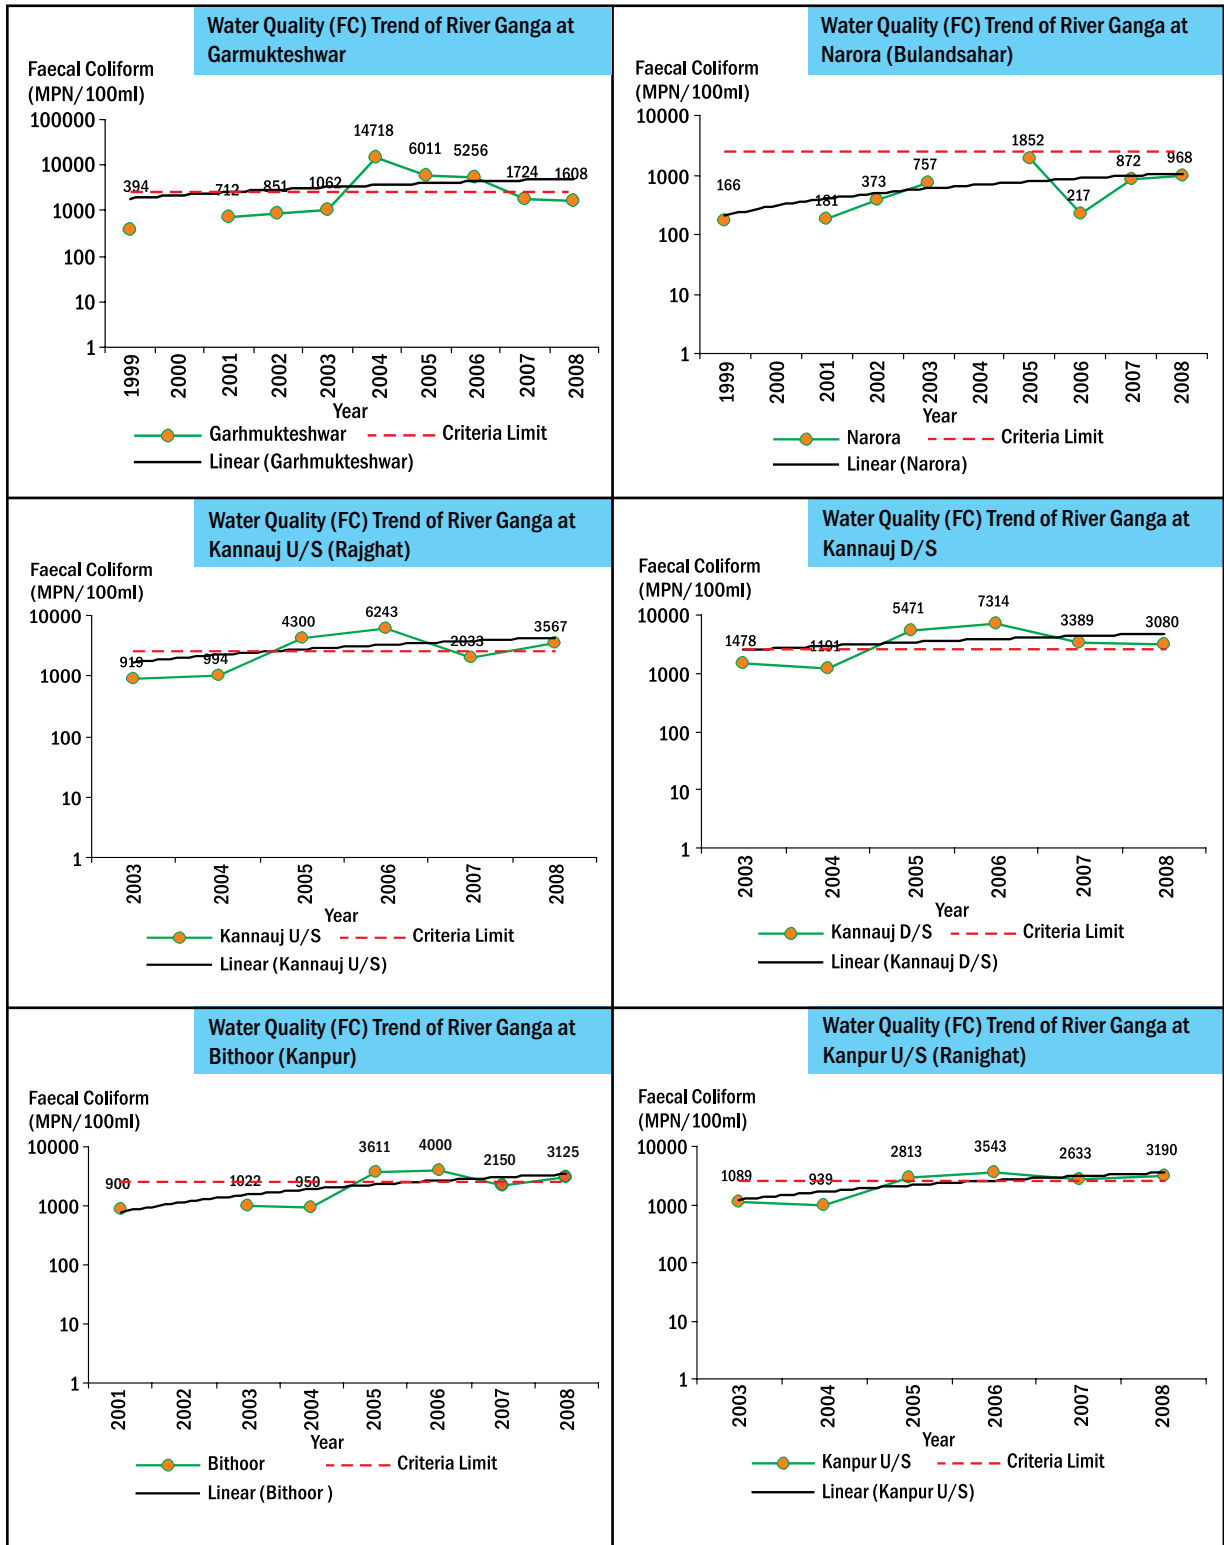 Water Quality (FC) Trend of River Ganga at
Garmukteshwar
Faecal Coliform
(MPN/100ml)
100000
10000
1000
100
10
1
394
712
851
1062
14718
6011
5256
1724
1608
1999
2000
2001
2002
2003
2004
2005
2006
2007
2008
Year
Garhmukteshwar
Criteria Limit
Linear (Garhmukteshwar)
Water Quality (FC) Trend of River Ganga at
Narora (Bulandsahar)
Faecal Coliform
(MPN/100ml)
10000
1000
100
10
1
166
181
373
757
1852
217
872
968
1999
2000
2001
2002
2003
2004
2005
2006
2007
2008
Year
Narora
Criteria Limit
Linear (Narora)
Water Quality (FC) Trend of River Ganga at
Kannauj U/S (Rajghat)
Faecal Coliform
(MPN/100ml)
10000
1000
100
10
1
919
994
4300
6243
2033
3567
2003
2004
2005
2006
2007
2008
Year
Kannauj U/S
Criteria Limit
Linear (Kannauj U/S)
Water Quality (FC) Trend of River Ganga at
Kannauj D/S
Faecal Coliform
(MPN/100ml)
10000
1000
100
10
1
1478
1191
5471
7314
3389
3080
2003
2004
2005
2006
2007
2008
Year
Kannauj D/S
Criteria Limit
Linear (Kannauj D/S)
Water Quality (FC) Trend of River Ganga at
Bithoor (Kanpur)
Faecal Coliform
(MPN/100ml)
10000
1000
100
10
1
900
1022
950
3611
4000
2150
3125
2001
2002
2003
2004
2005
2006
2007
2008
Year
Bithoor
Criteria Limit
Linear (Bithoor )
Water Quality (FC) Trend of River Ganga at
Kanpur U/S (Ranighat)
Faecal Coliform
(MPN/100ml)
10000
1000
100
10
1
1089
939
2813
3543
2633
3190
2003
2004
2005
2006
2007
2008
Year
Kanpur U/S
Criteria Limit
Linear (Kanpur U/S)